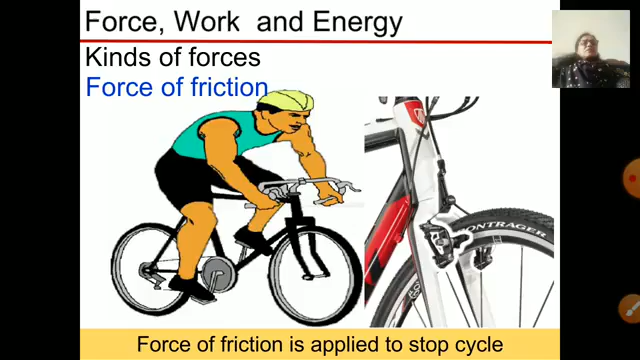 Force, Work and Energy
Kinds of forces
Force of friction
ONTRAGER
Force of friction is applied to stop cycle